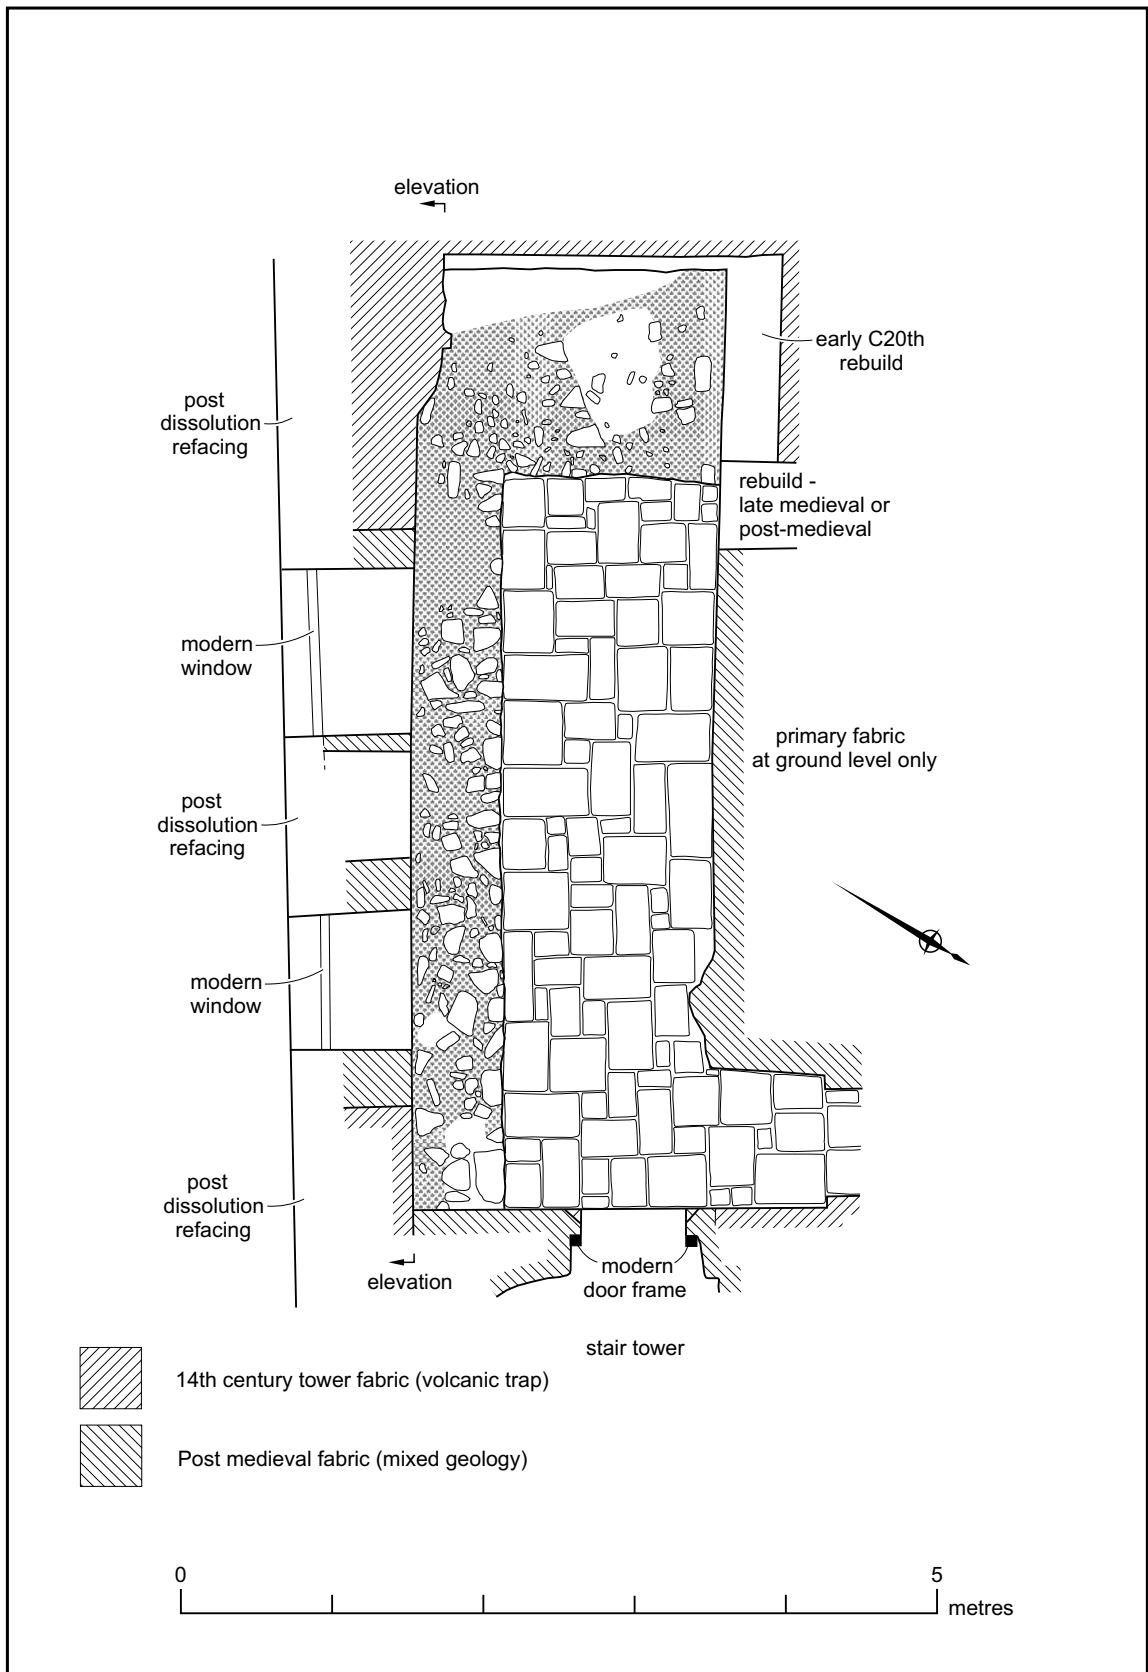 elevation
early C20th
rebuild
post
dissolution
refacing
rebuild -
late medieval or
post-medieval
modern
window
primary fabric
at ground level only
post
dissolution
refacing
modern
window
post
dissolution
refacing
elevation
modern
door frame
stair tower
14th century tower fabric (volcanic trap)
Post medieval fabric (mixed geology)
0
5
metres